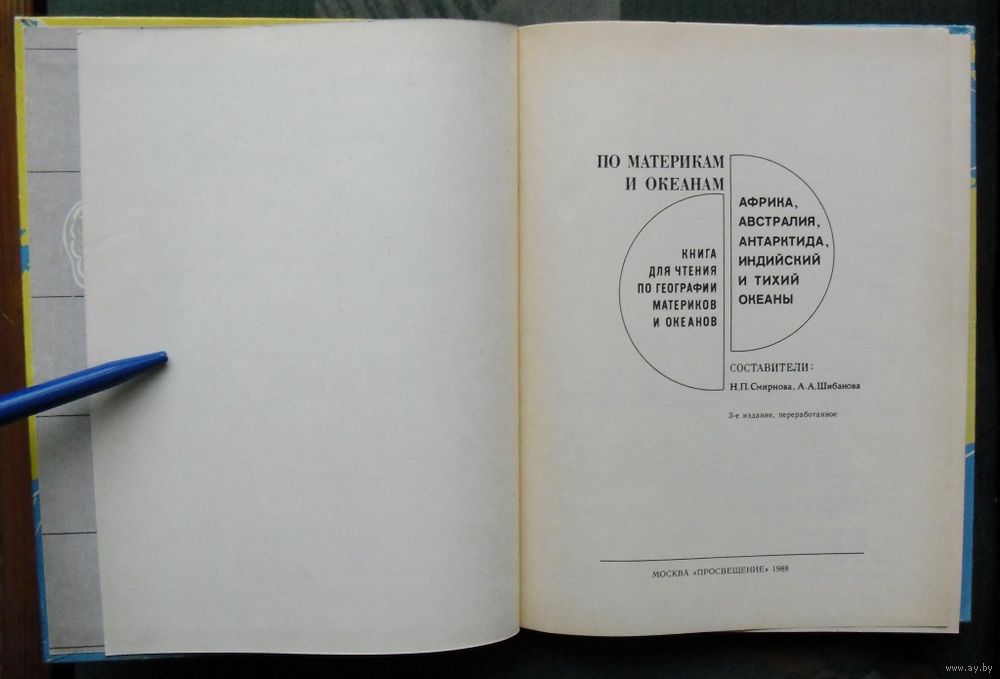 ПО МАТЕРИКАМ
И ОКЕАНАМ
КНИГА
ДЛЯ ЧТЕНИЯ
ПО ГЕОГРАФИИ
МАТЕРИКОВ
И ОКЕАНОВ
АФРИКА,
АВСТРАЛИЯ,
АНТАРКТИДА,
ИНДИЙСКИЙ
И ТИХИЙ
ОКЕАНЫ
СОСТАВИТЕЛИ:
Н.П.Смирнова, А.А.Шибанова
3-е издание, переработанное
МОСКВА «ПРОСВЕЩЕНИЕ» 1988
www.ay.by